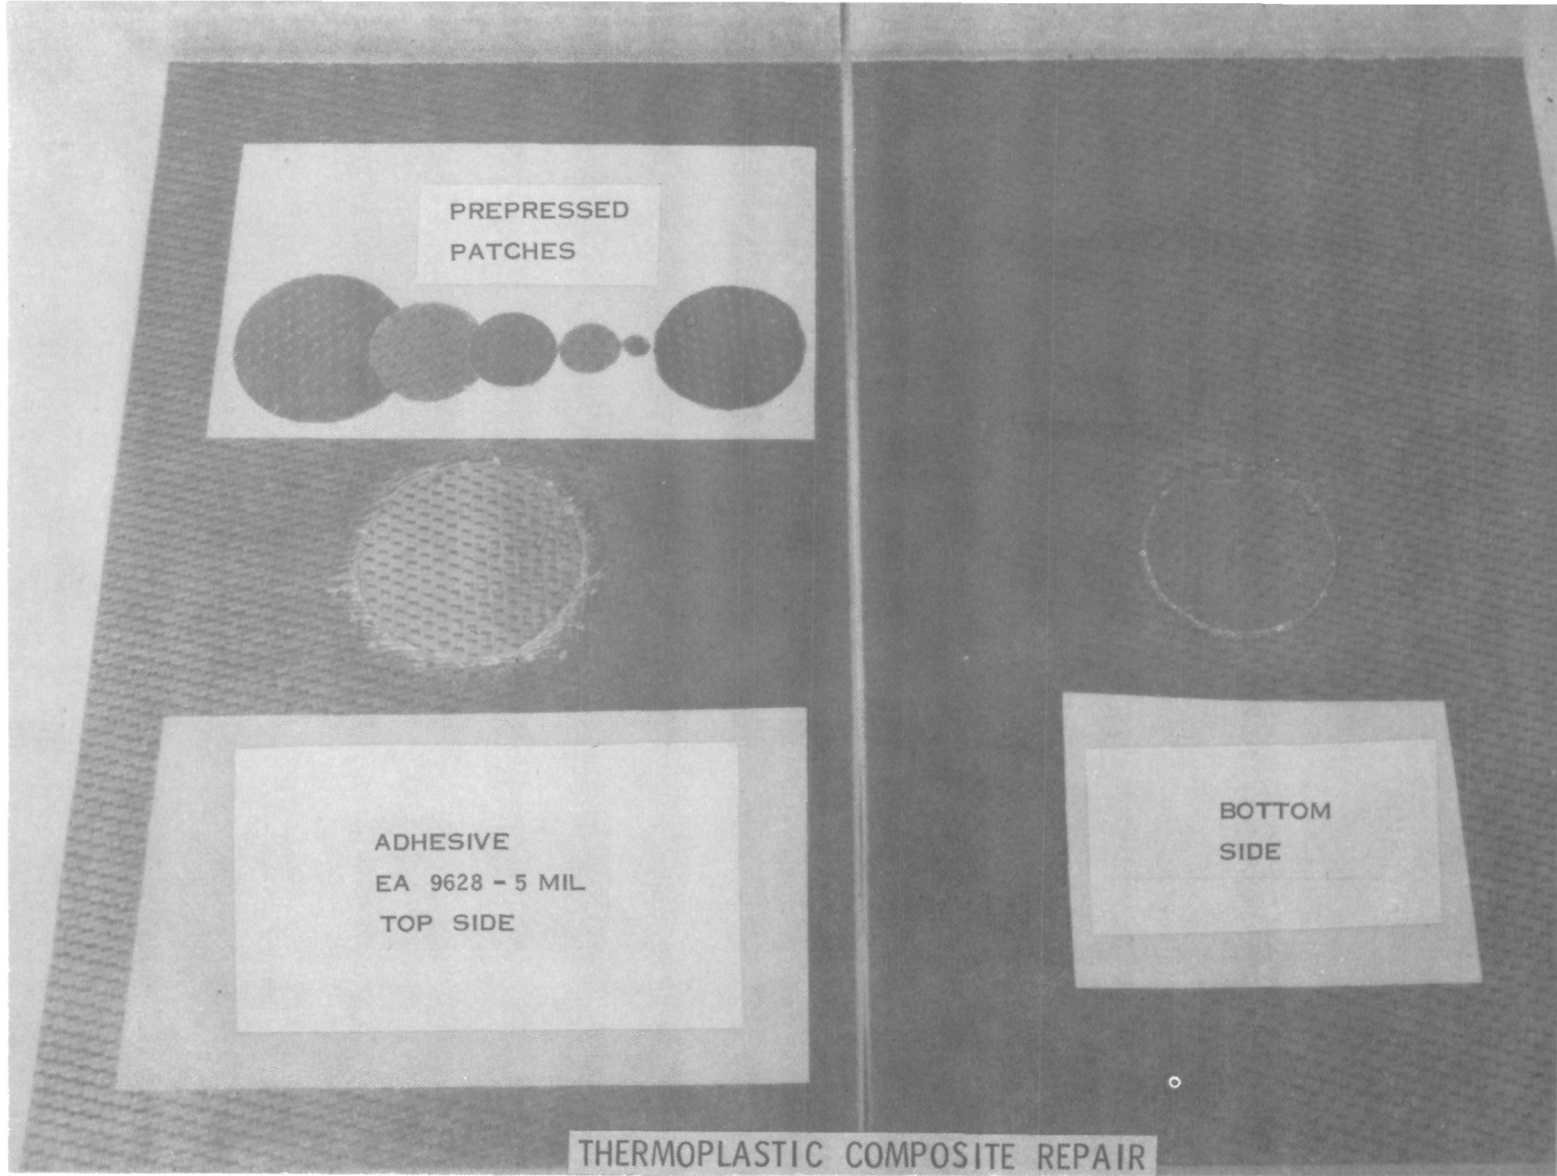 PREPRESSED
PATCHES
ADHESIVE
EA 9628 - 5 MIL
TOP SIDE
BOTTOM
SIDE
THERMOPLASTIC COMPOSITE REPAIR